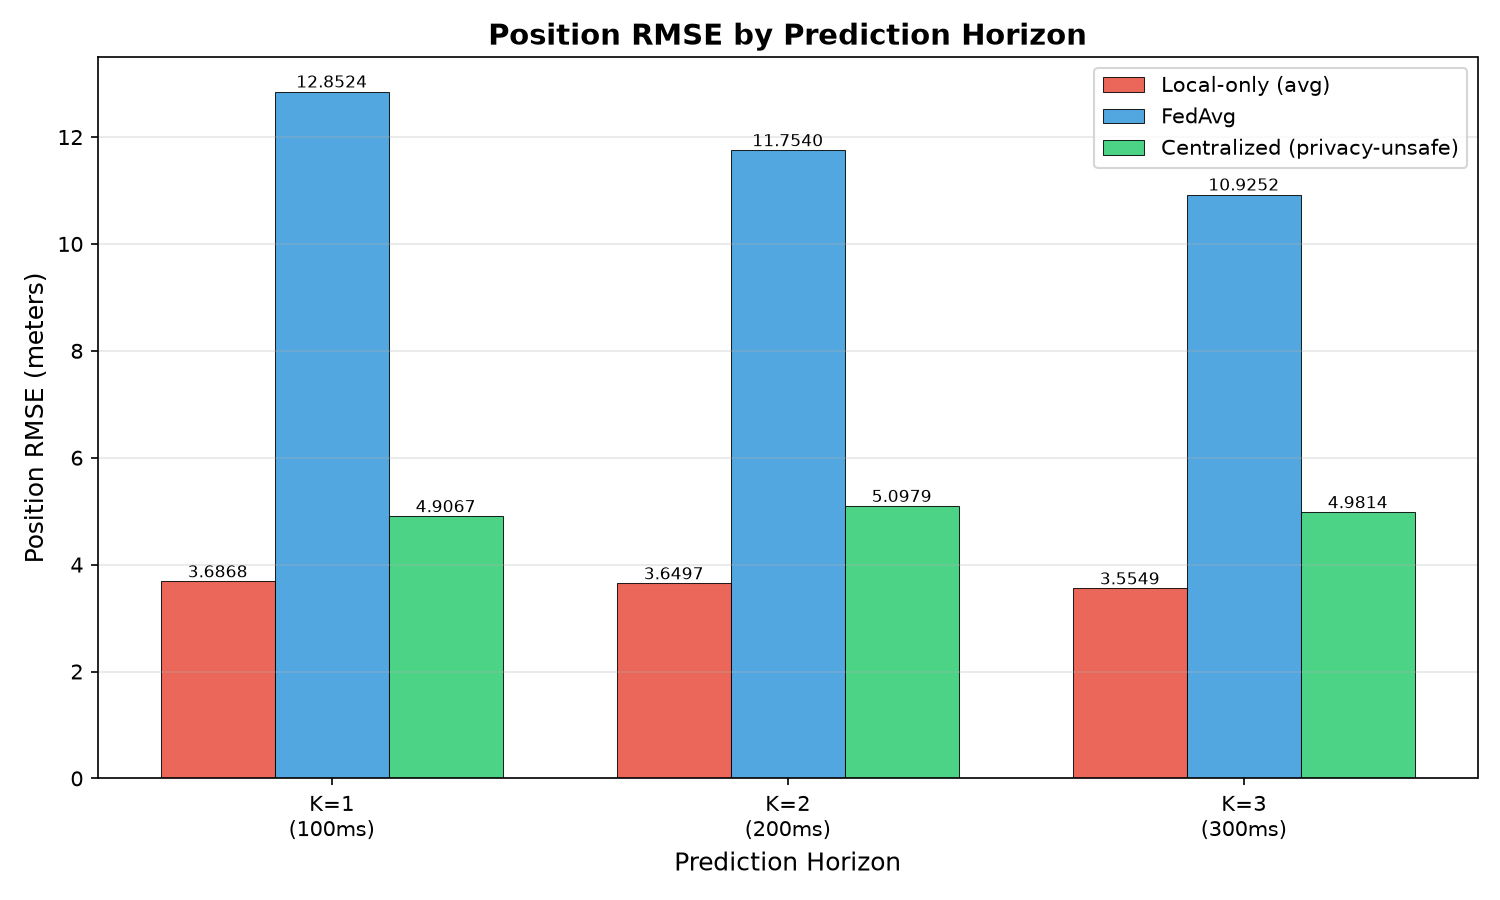 Position RMSE by Prediction Horizon
Local-only (avg)
FedAvg
Centralized (privacy-unsafe)
Position RMSE (meters)
12
10
8
6
4
2
0
3.6868
12.8524
4.9067
3.6497
11.7540
5.0979
3.5549
10.9252
4.9814
K=1
(100ms)
K=2
(200ms)
K=3
(300ms)
Prediction Horizon